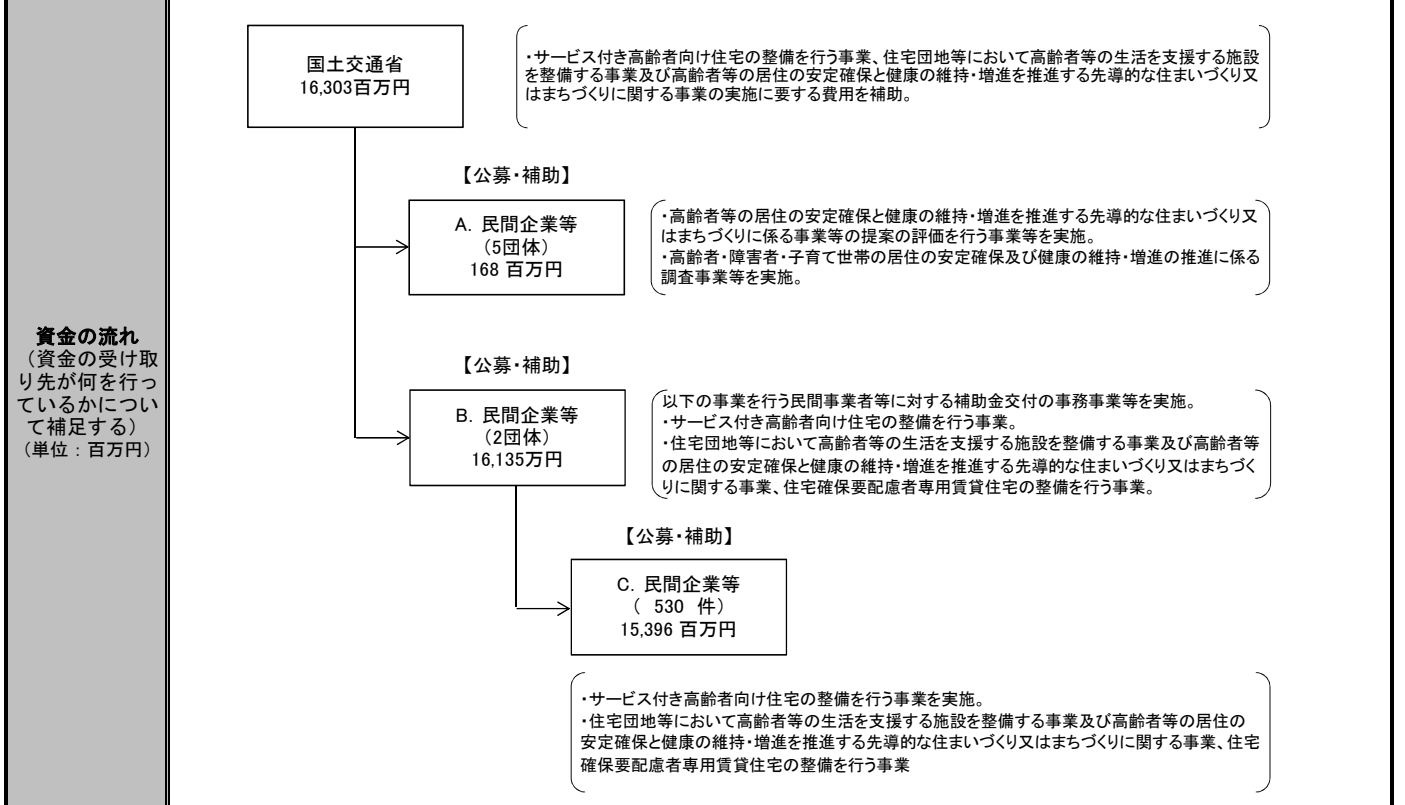 資金の流れ
(資金の受け取
り先が何を行っ
ているかについ
て補足する)
(単位:百万円)
国土交通省
16,303百万円
・サービス付き高齢者向け住宅の整備を行う事業、住宅団地等において高齢者等の生活を支援する施設
を整備する事業及び高齢者等の居住の安定確保と健康の維持・増進を推進する先導的な住まいづくり又
はまちづくりに関する事業の実施に要する費用を補助。
【公募・補助】
A. 民間企業等
(5団体)
168 百万円
・高齢者等の居住の安定確保と健康の維持・増進を推進する先導的な住まいづくり又
はまちづくりに係る事業等の提案の評価を行う事業等を実施。
・高齢者・障害者・子育て世帯の居住の安定確保及び健康の維持・増進の推進に係る
調査事業等を実施。
【公募・補助】
B. 民間企業等
(2団体)
16,135万円
以下の事業を行う民間事業者等に対する補助金交付の事務事業等を実施。
・サービス付き高齢者向け住宅の整備を行う事業。
・住宅団地等において高齢者等の生活を支援する施設を整備する事業及び高齢者等
の居住の安定確保と健康の維持・増進を推進する先導的な住まいづくり又はまちづく
りに関する事業、住宅確保要配慮者専用賃貸住宅の整備を行う事業。
【公募・補助】
C. 民間企業等
( 530 件)
15,396 百万円
・サービス付き高齢者向け住宅の整備を行う事業を実施。
・住宅団地等において高齢者等の生活を支援する施設を整備する事業及び高齢者等の居住の
安定確保と健康の維持・増進を推進する先導的な住まいづくり又はまちづくりに関する事業、住宅
確保要配慮者専用賃貸住宅の整備を行う事業